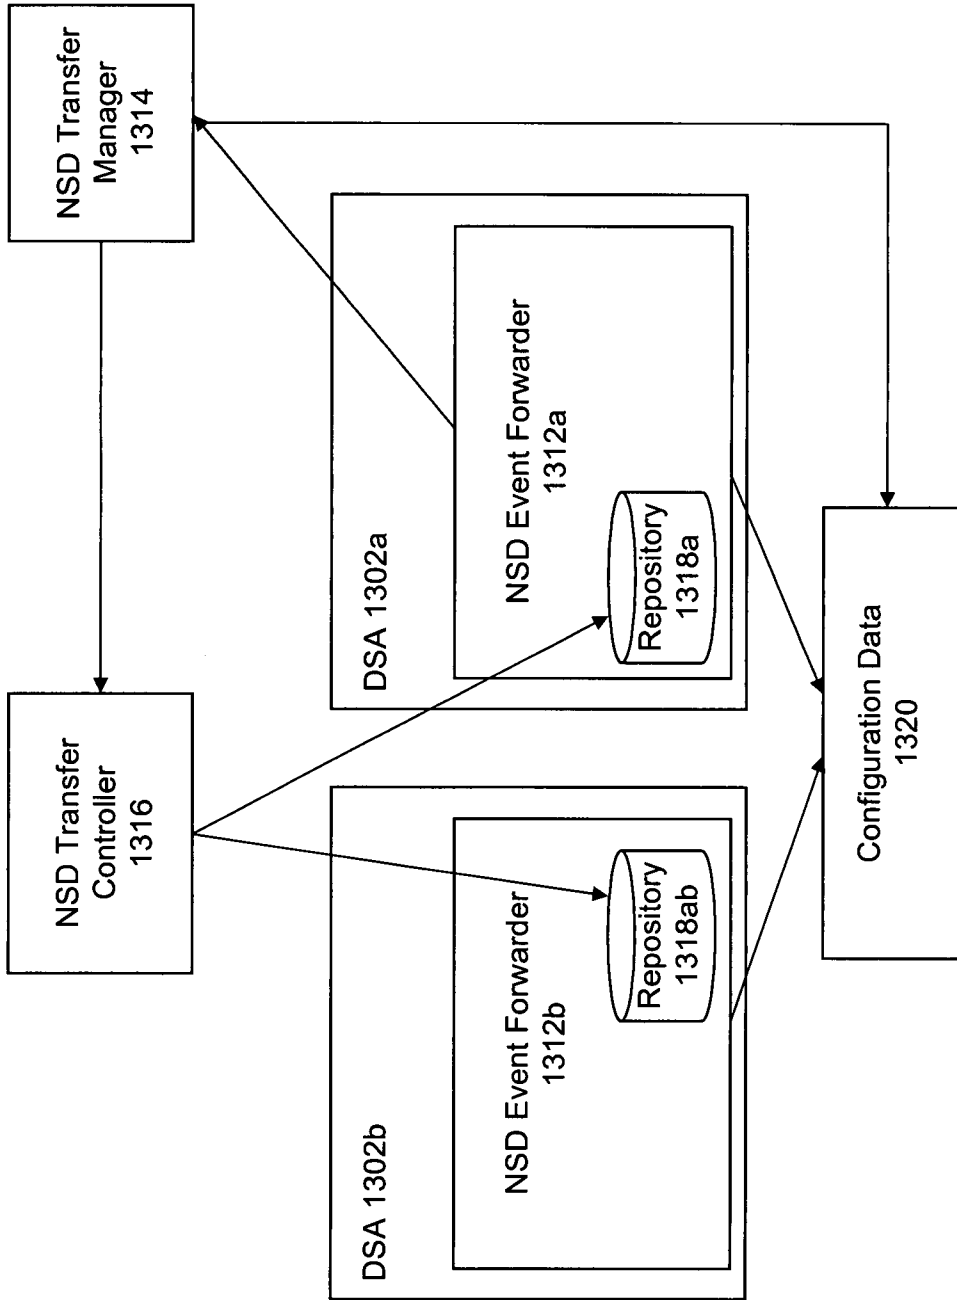 NSD Transfer
Controller
1316
NSD Transfer
Manager
1314
DSA 1302b
NSD Event Forwarder
1312b
Repository
1318ab
DSA 1302a
NSD Event Forwarder
1312a
Repository
1318a
Configuration Data
1320